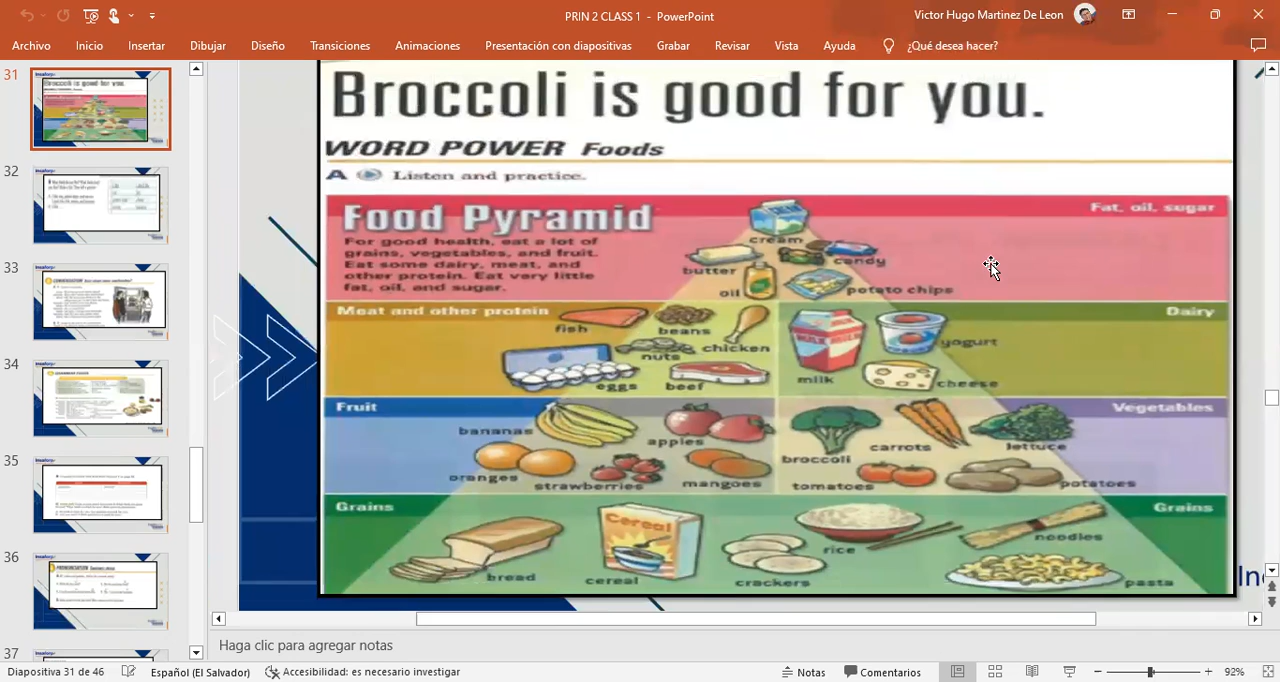 PRIN 2 CLASS 1 - PowerPoint
Victor Hugo Martinez De Leon
Archivo
Inicio
Insertar
Dibujar
Diseño
Transiciones
Animaciones
Presentación con diapositivas
Grabar
Revisar
Vista
Ayuda
¿Qué desea hacer?
31
Broccoli is good for you.
32
33
34
35
36
37
Broccoli is good for you.
WORD POWER Foods
A Listen and practice.
Food Pyramid
For good health, eat a lot of
grains, vegetables, and fruit.
Eat some dairy, meat, and
other protein. Eat very little
fat, oil, and sugar.
Fat, oil, sugar
cream
butter
candy
oil
potato chips
Meat and other protein
Dairy
fish
beans
chicken
nuts
eggs
beef
milk
yogurt
cheese
Fruit
Vegetables
bananas
apples
oranges
strawberries
mangoes
broccoli
carrots
lettuce
tomatoes
potatoes
Grains
Grains
bread
Cereal
cereal
crackers
rice
noodles
pasta
Haga clic para agregar notas
Diapositiva 31 de 46
Español (El Salvador)
Accesibilidad: es necesario investigar
Notas
Comentarios
92%